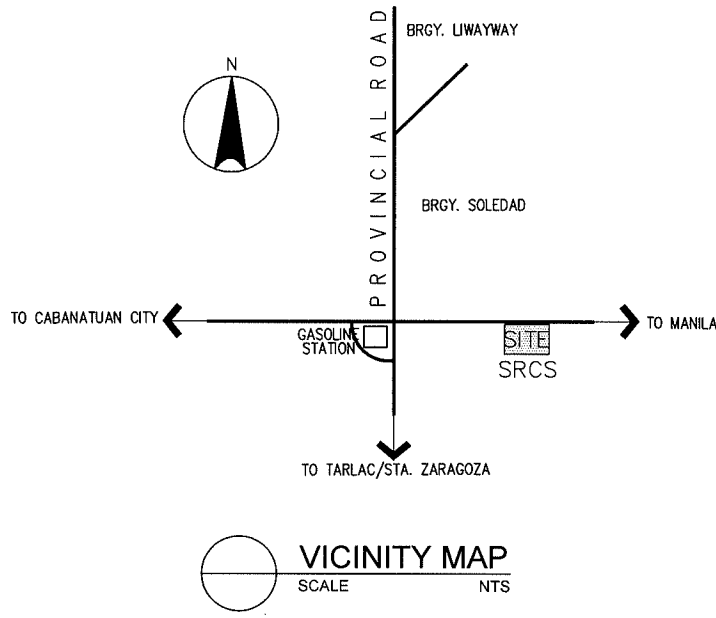 BRGY. LIWAYWAY
N
PROVINCIAL ROAD
BRGY. SOLEDAD
TO CABANATUAN CITY
TO MANILA
GASOLINE
STATION
SITE
SRCS
TO TARLAC/STA. ZARAGOZA
VICINITY MAP
SCALE NTS